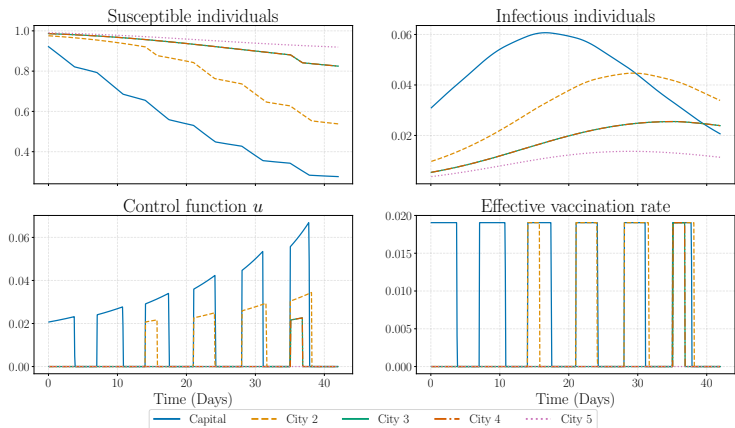 Susceptible individuals
Infectious individuals
1.0
0.8
0.6
0.4
0.06
0.04
0.02
Control function u
Effective vaccination rate
0.06
0.04
0.02
0.00
0.020
0.015
0.010
0.005
0.000
0 10 20 30 40
0 10 20 30 40
Time (Days)
Time (Days)
Capital City 2 City 3 City 4 City 5